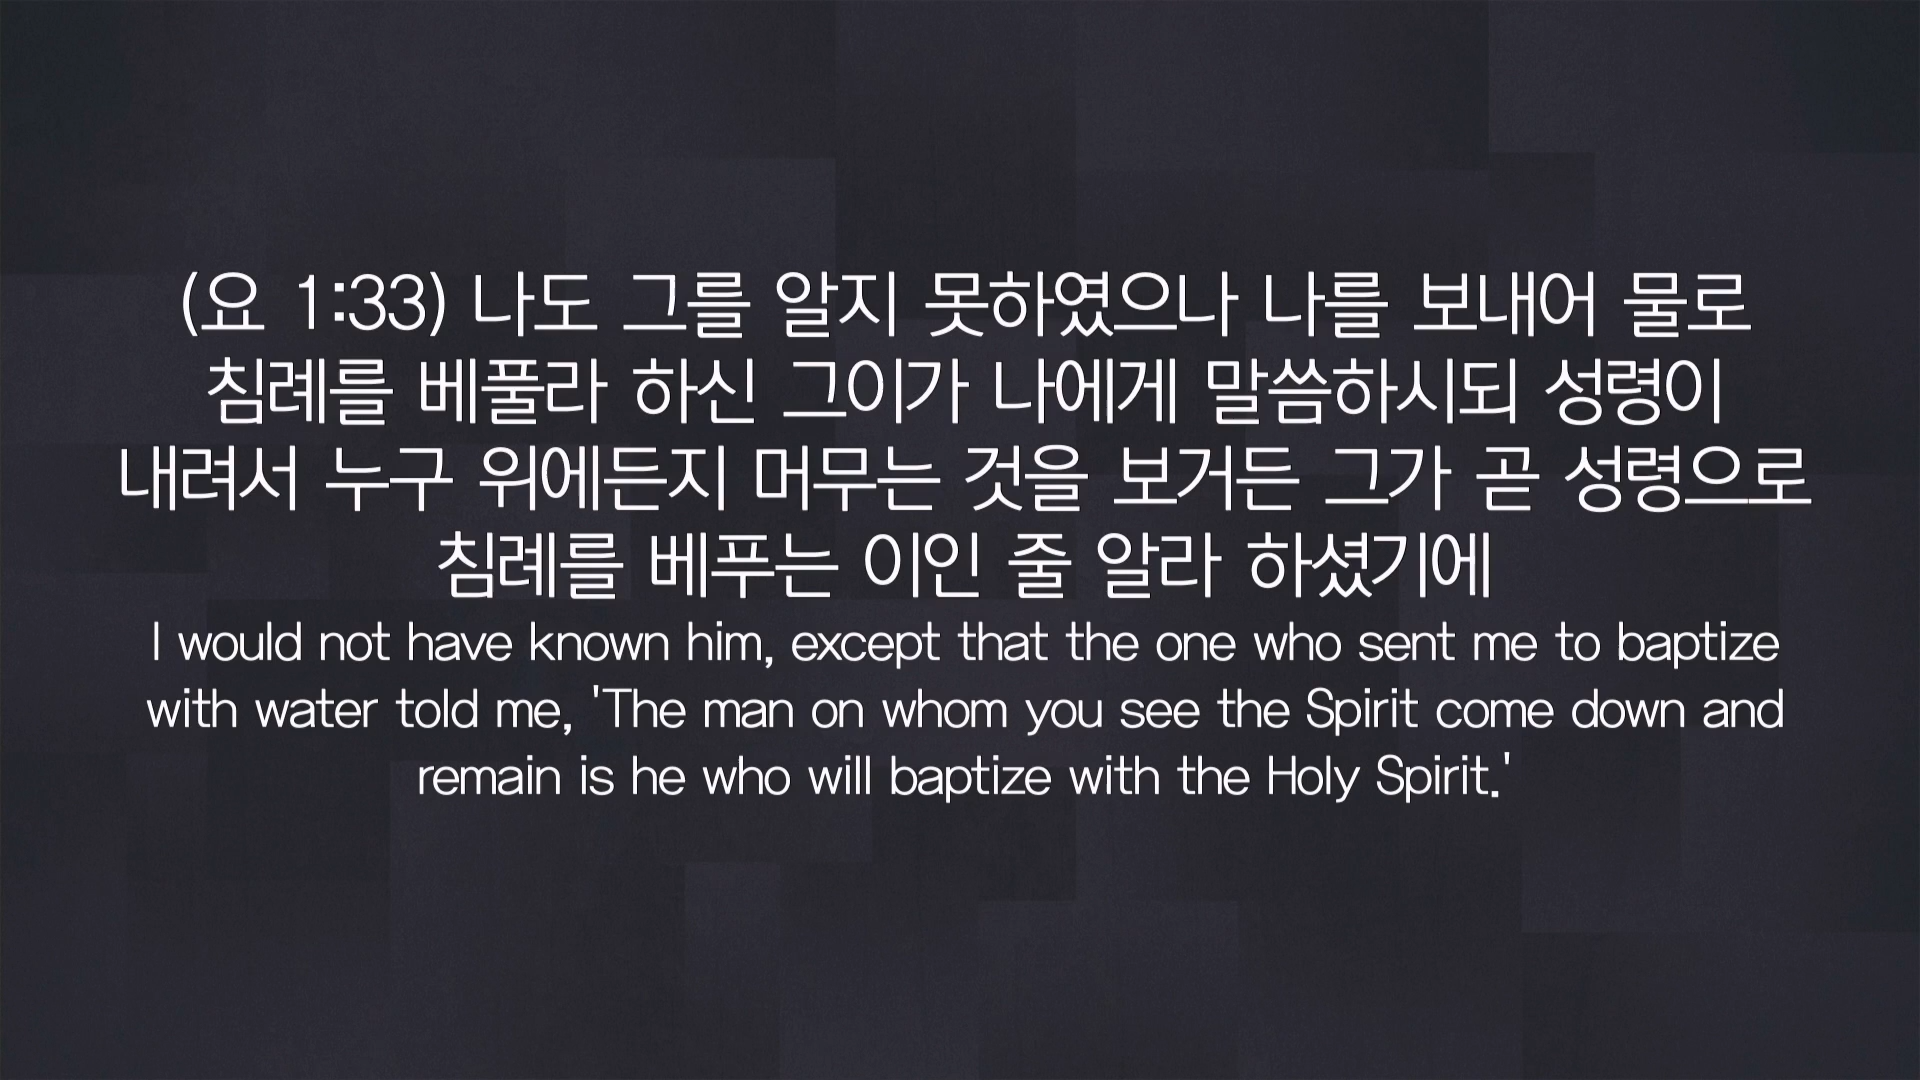 (요 1:33) 나도 그를 알지 못하였으나 나를 보내어 물로
침례를 베풀라 하신 그이가 나에게 말씀하시되 성령이
내려서 누구 위에든지 머무는 것을 보거든 그가 곧 성령으로
침례를 베푸는 이인 줄 알라 하셨기에
I would not have known him, except that the one who sent me to baptize
with water told me, 'The man on whom you see the Spirit come down and
remain is he who will baptize with the Holy Spirit.'